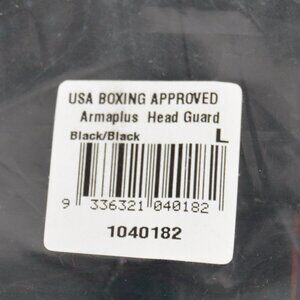 USA BOXING APPROVED
Armaplus Head Guard
Black/Black L
9 336321 040182
1040182